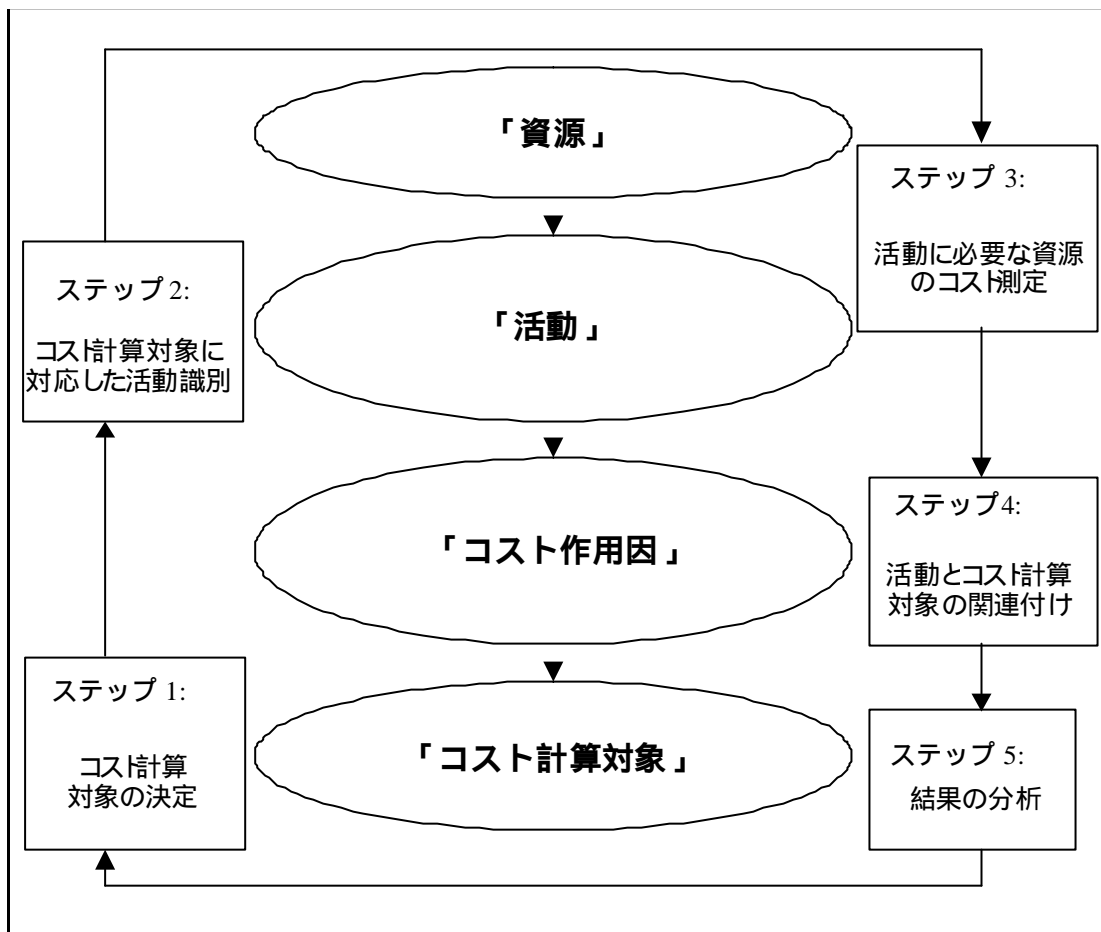 「資源」
ステップ 3:
活動に必要な資源
のコスト測定
ステップ 2:
コスト計算対象に
対応した活動識別
「活動」
「コスト作用因」
ステップ4:
活動とコスト計算
対象の関連付け
ステップ 1:
コスト計算
対象の決定
「コスト計算対象」
ステップ 5:
結果の分析